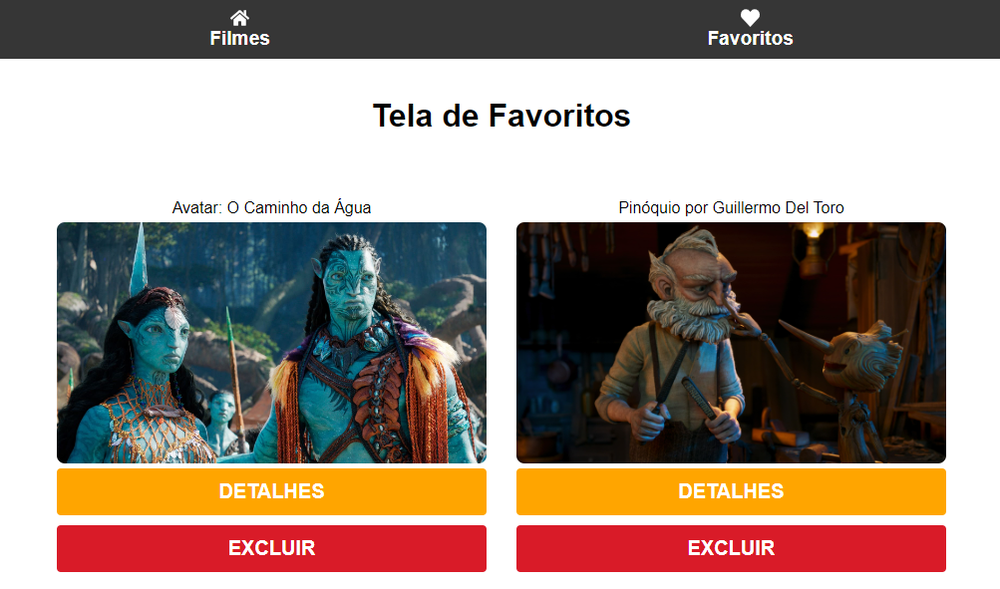 Filmes
Favoritos
Tela de Favoritos
Avatar: O Caminho da Água
Pinóquio por Guillermo Del Toro
DETALHES
DETALHES
EXCLUIR
EXCLUIR